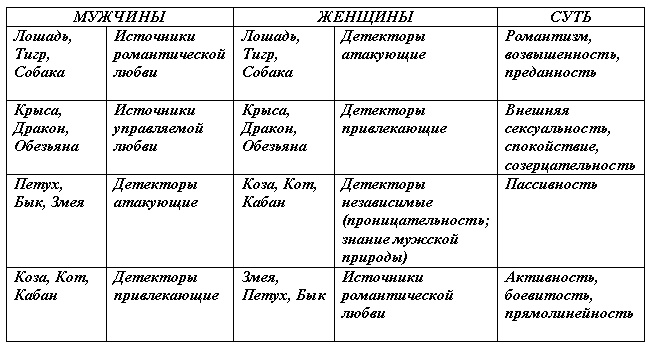 МУЖЧИНЫ ЖЕНЩИНЫ СУТЬ
Лошадь, Источники Лошадь, Детекторы Романтизм,
Тигр, романтической Тигр, атакующие возвышенность,
Собака любви Собака преданность
Крыса, Источники Крыса, Детекторы Внешняя
Дракон, управляемой Дракон, привлекающие сексуальность,
Обезьяна любви Обезьяна спокойствие,
созерцательность
Петух, Детекторы Коза, Кот, Детекторы Пассивность
Бык, Змея атакующие Кабан независимые
(проницательность;
знание мужской
природы)
Коза, Кот, Детекторы Змея, Источники Активность,
Кабан привлекающие Петух, Бык романтической боевитость,
любви прямолинейность